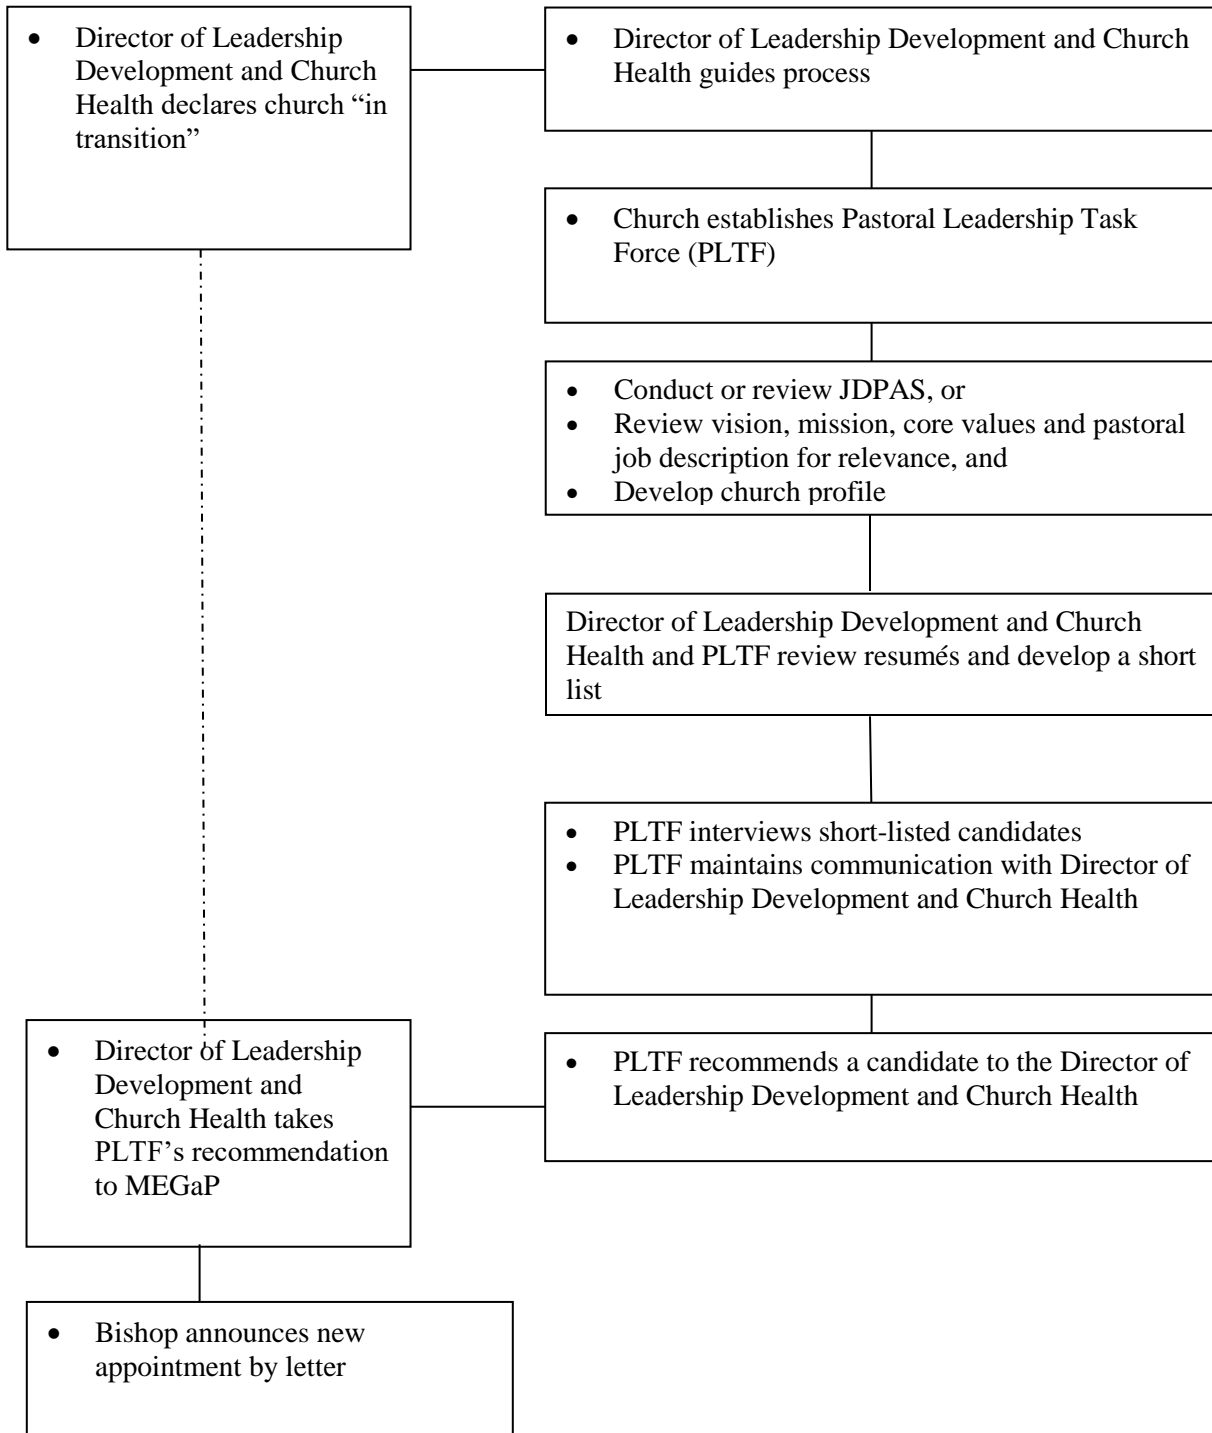 • Director of Leadership
Development and Church
Health declares church “in
transition”
• Director of Leadership Development and Church
Health guides process
• Church establishes Pastoral Leadership Task
Force (PLTF)
• Conduct or review JDPAS, or
• Review vision, mission, core values and pastoral
job description for relevance, and
• Develop church profile
Director of Leadership Development and Church
Health and PLTF review resumés and develop a short
list
• PLTF interviews short-listed candidates
• PLTF maintains communication with Director of
Leadership Development and Church Health
• PLTF recommends a candidate to the Director of
Leadership Development and Church Health
• Director of Leadership
Development and
Church Health takes
PLTF’s recommendation
to MEGaP
• Bishop announces new
appointment by letter